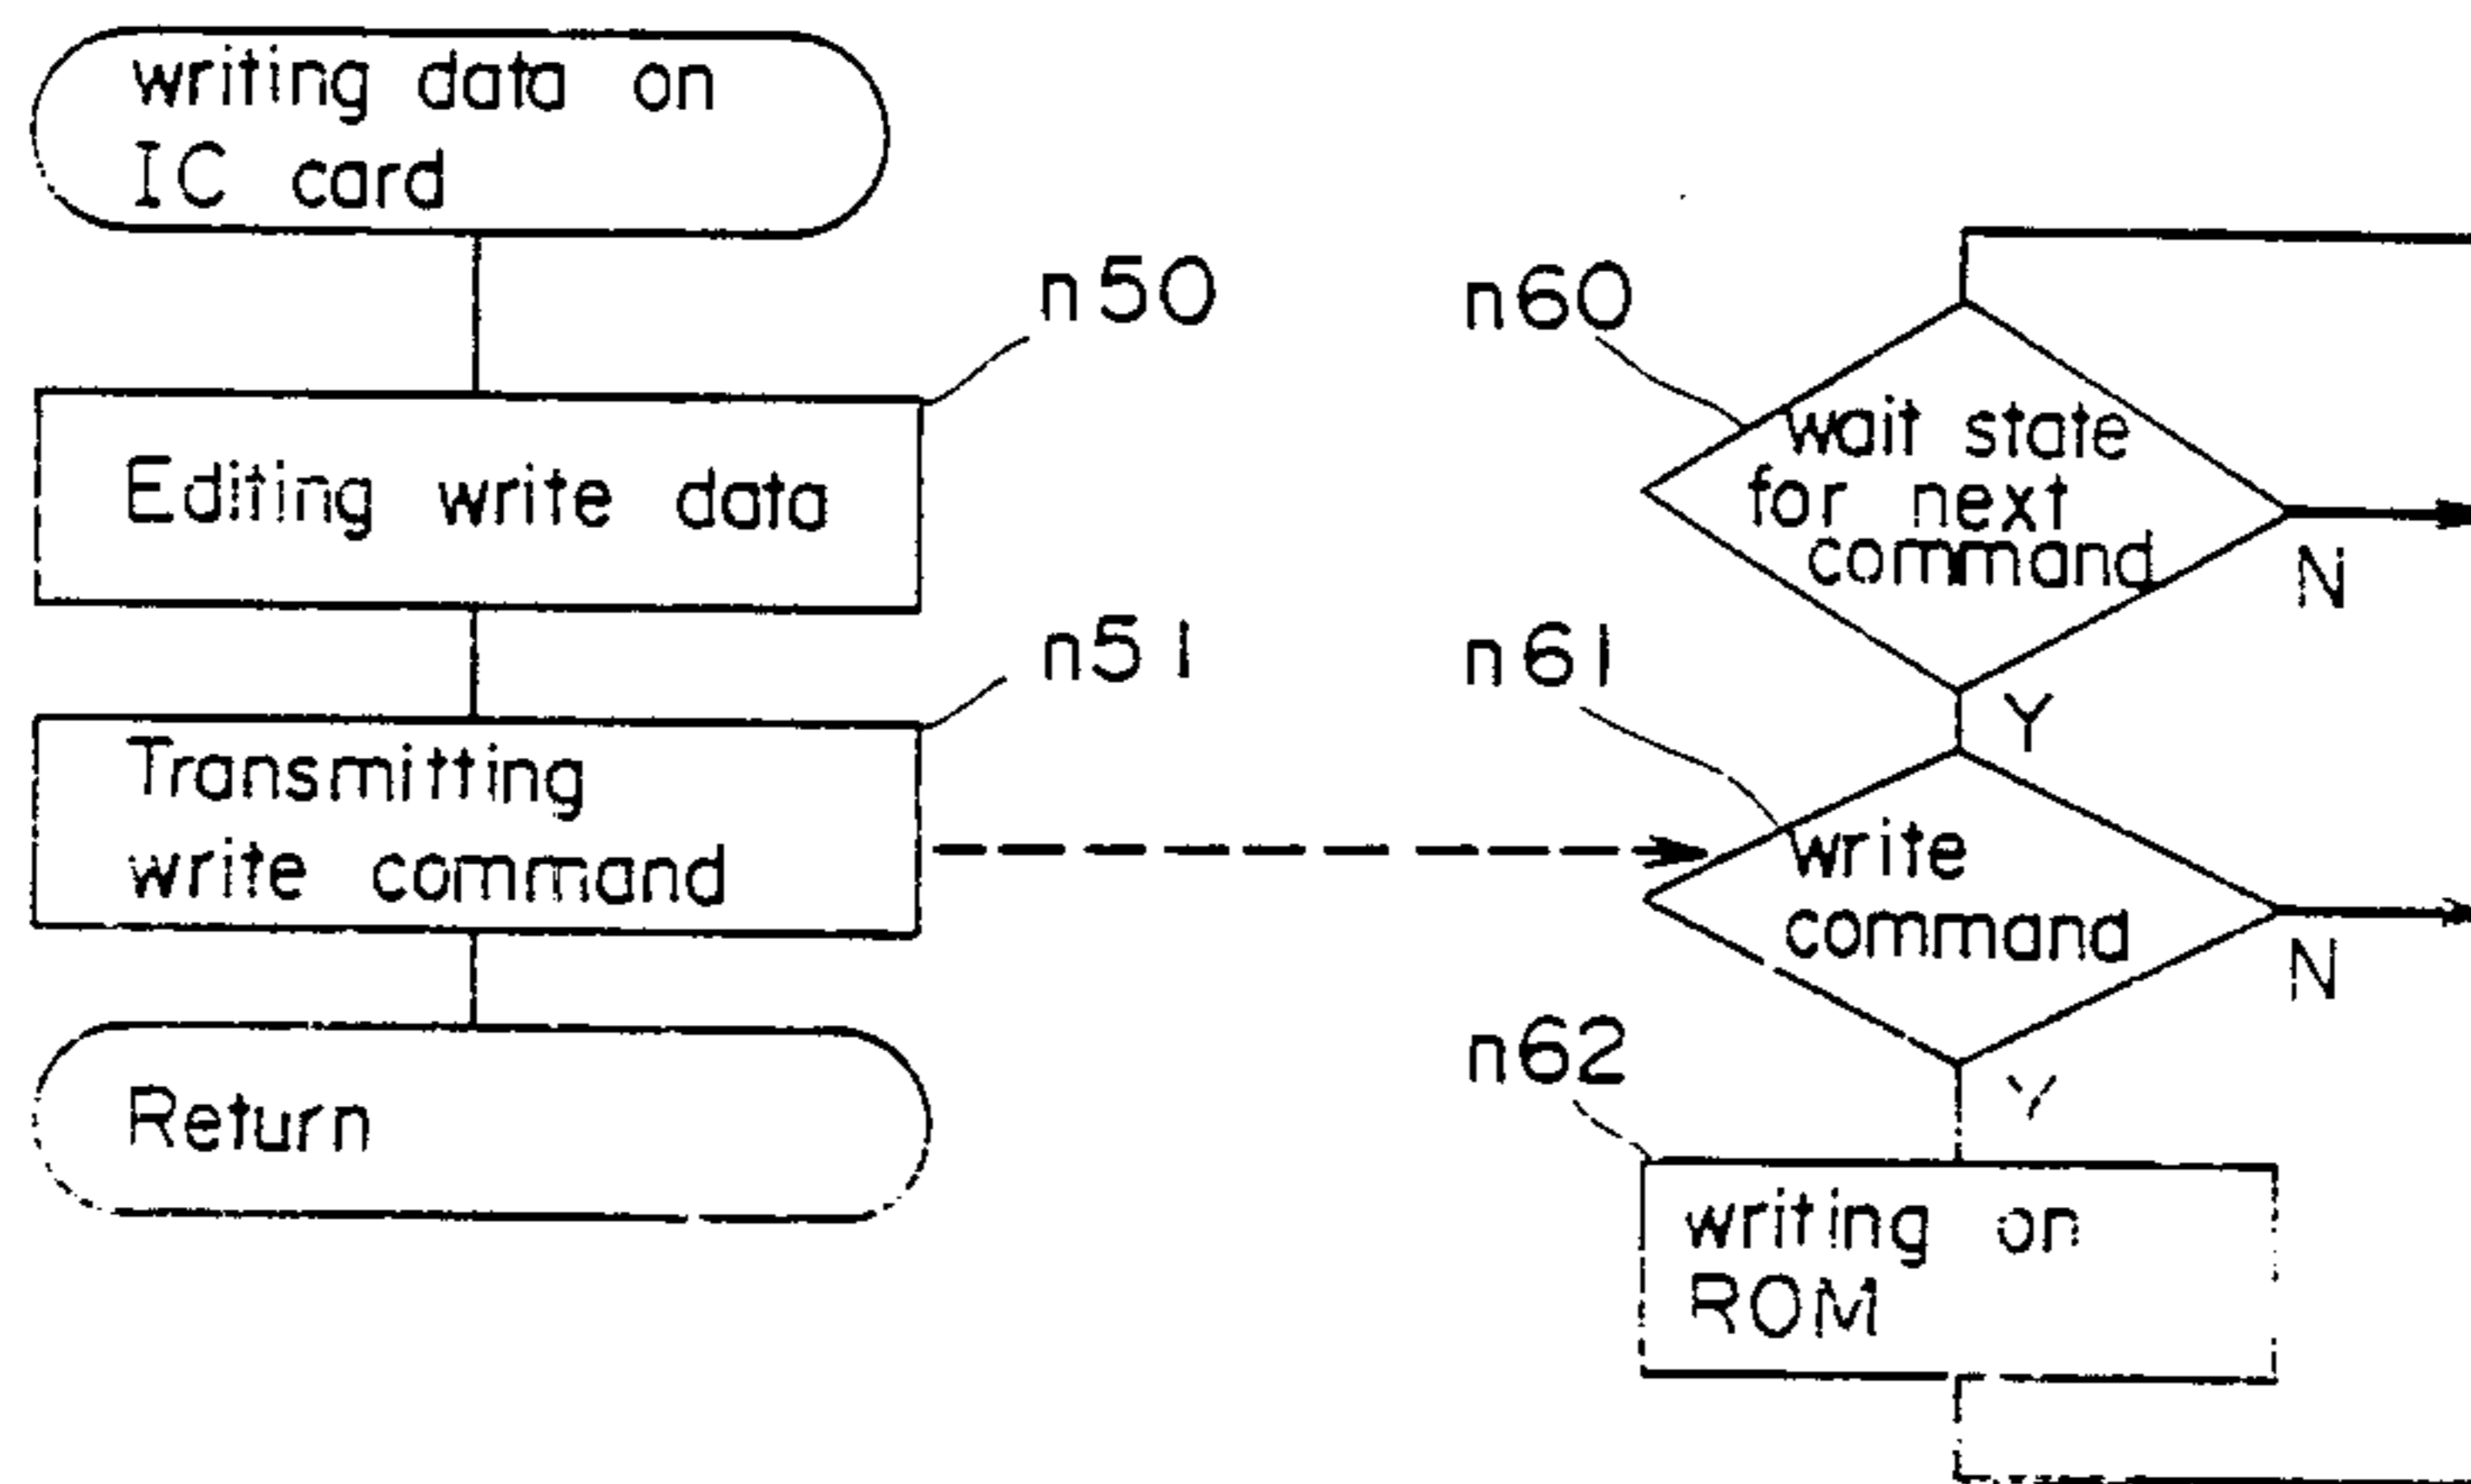 writing data on
IC card
n50
Editing write data
n51
Transmitting
write command
Return
n60
wait state
for next
command
N
Y
n61
write
command
N
Y
n62
writing on
ROM